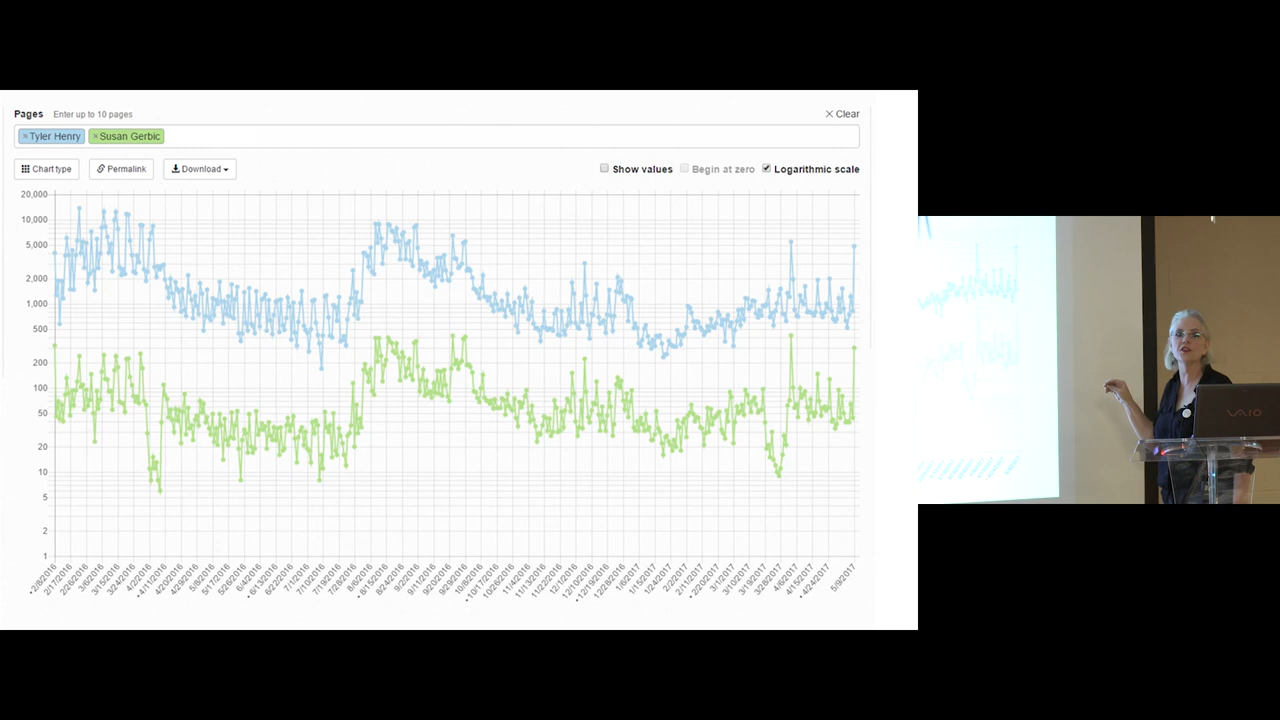 Pages Enter up to 10 pages × Clear
×Tyler Henry ×Susan Gerbic
Chart type Permalink Download Show values Begin at zero Logarithmic scale
20,000
10,000
5,000
2,000
1,000
500
200
100
50
20
10
5
2
1
2/8/2016 2/17/2016 2/26/2016 3/6/2016 3/15/2016 3/24/2016 4/2/2016 4/11/2016 4/20/2016 4/29/2016 5/8/2016 5/17/2016 5/26/2016 6/4/2016 6/13/2016 6/22/2016 7/1/2016 7/10/2016 7/19/2016 7/28/2016 8/6/2016 8/15/2016 8/24/2016 9/2/2016 9/11/2016 9/20/2016 9/29/2016 10/8/2016 10/17/2016 10/26/2016 11/4/2016 11/13/2016 11/22/2016 12/1/2016 12/10/2016 12/19/2016 12/28/2016 1/6/2017 1/15/2017 1/24/2017 2/2/2017 2/11/2017 2/20/2017 3/1/2017 3/10/2017 3/19/2017 3/28/2017 4/6/2017 4/15/2017 4/24/2017 5/9/2017
VAIO